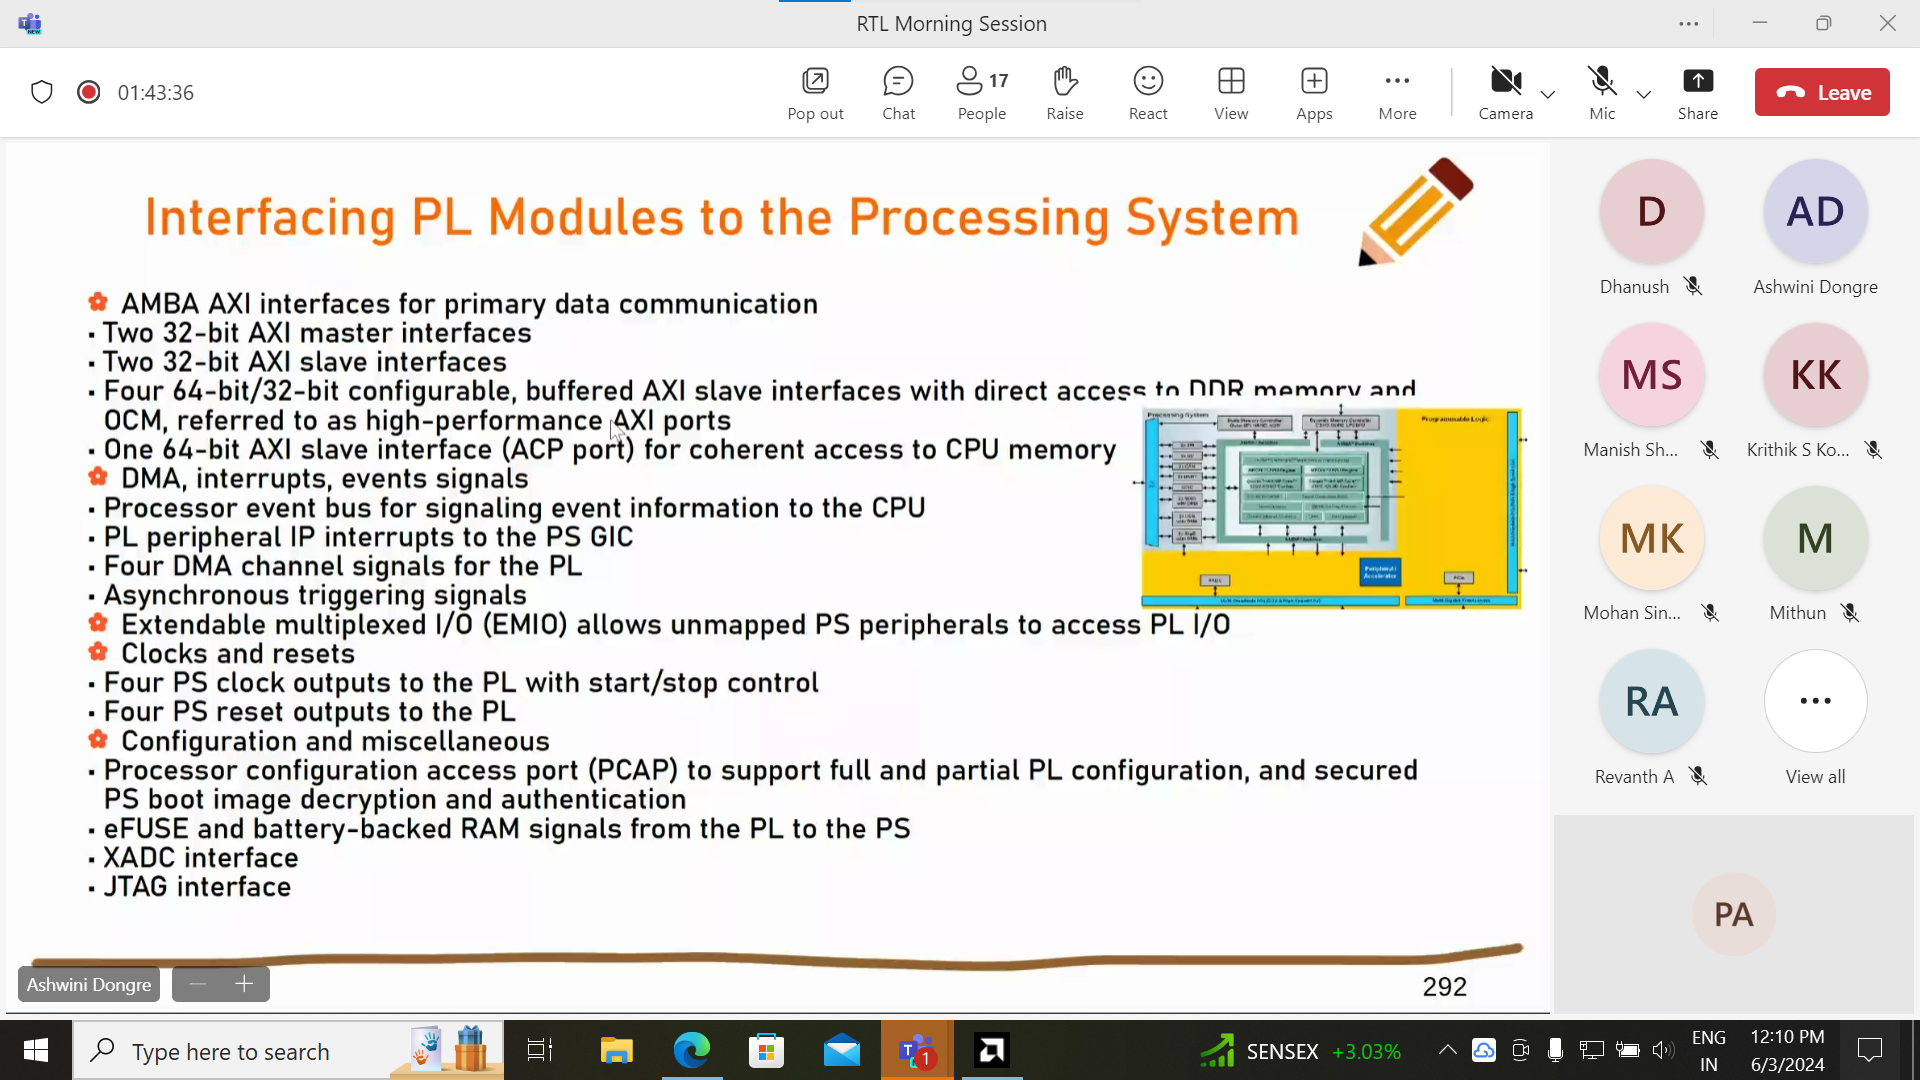 RTL Morning Session
01:43:36
Pop out
Chat
17
People
Raise
React
View
Apps
More
Camera
Mic
Share
Leave
Interfacing PL Modules to the Processing System
AMBA AXI interfaces for primary data communication
▪ Two 32-bit AXI master interfaces
▪ Two 32-bit AXI slave interfaces
▪ Four 64-bit/32-bit configurable, buffered AXI slave interfaces with direct access to DDR memory and
OCM, referred to as high-performance AXI ports
▪ One 64-bit AXI slave interface (ACP port) for coherent access to CPU memory
DMA, interrupts, events signals
▪ Processor event bus for signaling event information to the CPU
▪ PL peripheral IP interrupts to the PS GIC
▪ Four DMA channel signals for the PL
▪ Asynchronous triggering signals
Extendable multiplexed I/O (EMIO) allows unmapped PS peripherals to access PL I/O
Clocks and resets
▪ Four PS clock outputs to the PL with start/stop control
▪ Four PS reset outputs to the PL
Configuration and miscellaneous
▪ Processor configuration access port (PCAP) to support full and partial PL configuration, and secured
PS boot image decryption and authentication
▪ eFUSE and battery-backed RAM signals from the PL to the PS
▪ XADC interface
▪ JTAG interface
Processing System
Programmable Logic
Peripheral
Accelerator
292
Ashwini Dongre
D
AD
Dhanush
Ashwini Dongre
MS
KK
Manish Sh...
Krithik S Ko...
MK
M
Mohan Sin...
Mithun
RA
Revanth A
View all
PA
Type here to search
1
SENSEX +3.03%
ENG
IN
12:10 PM
6/3/2024